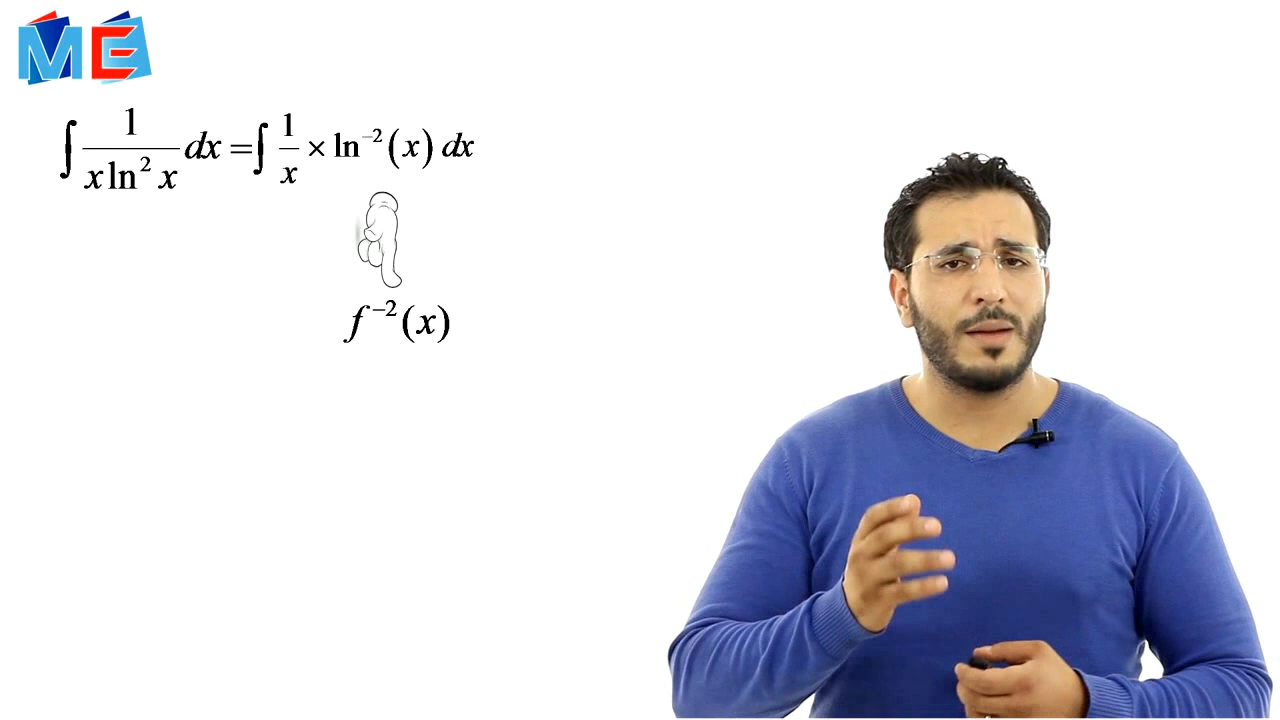 ME
∫ 1/(x ln² x) dx = ∫ 1/x × ln⁻²(x) dx
f⁻²(x)